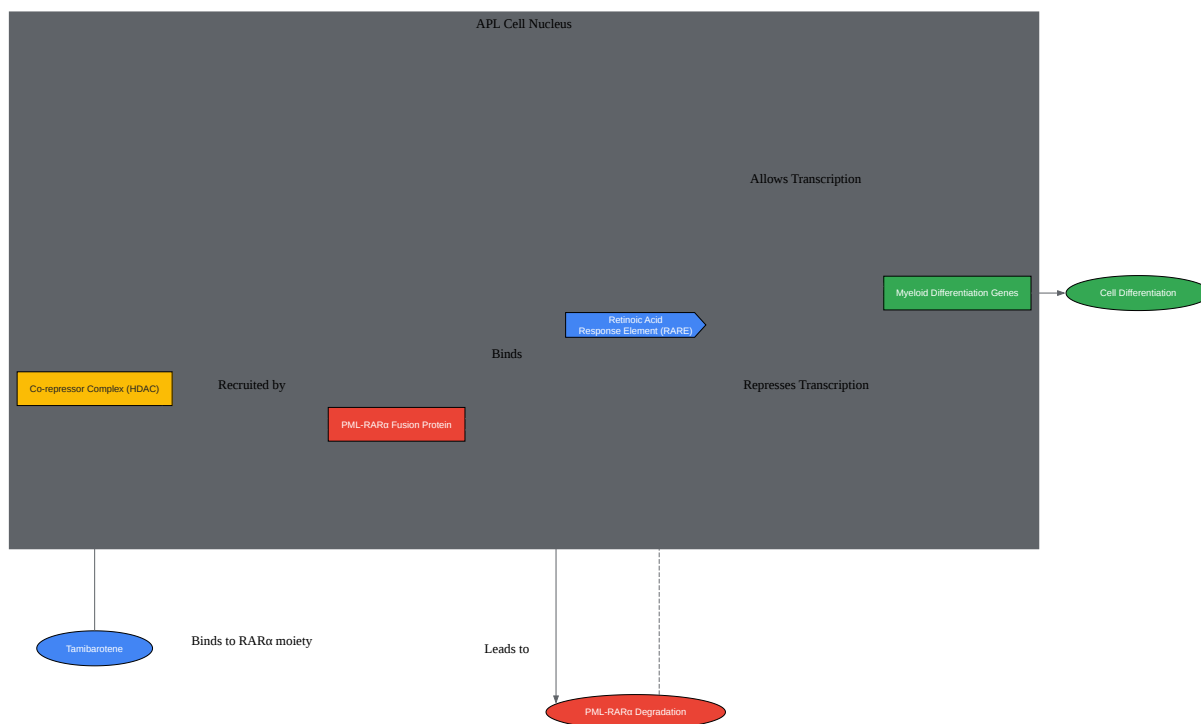 APL Cell Nucleus
Allows Transcription
Myeloid Differentiation Genes
Cell Differentiation
Retinoic Acid
Response Element (RARE)
Binds
Co-repressor Complex (HDAC)
Recruited by
Represses Transcription
PML-RARα Fusion Protein
Binds to RARα moiety
Tamibarotene
Leads to
PML-RARα Degradation